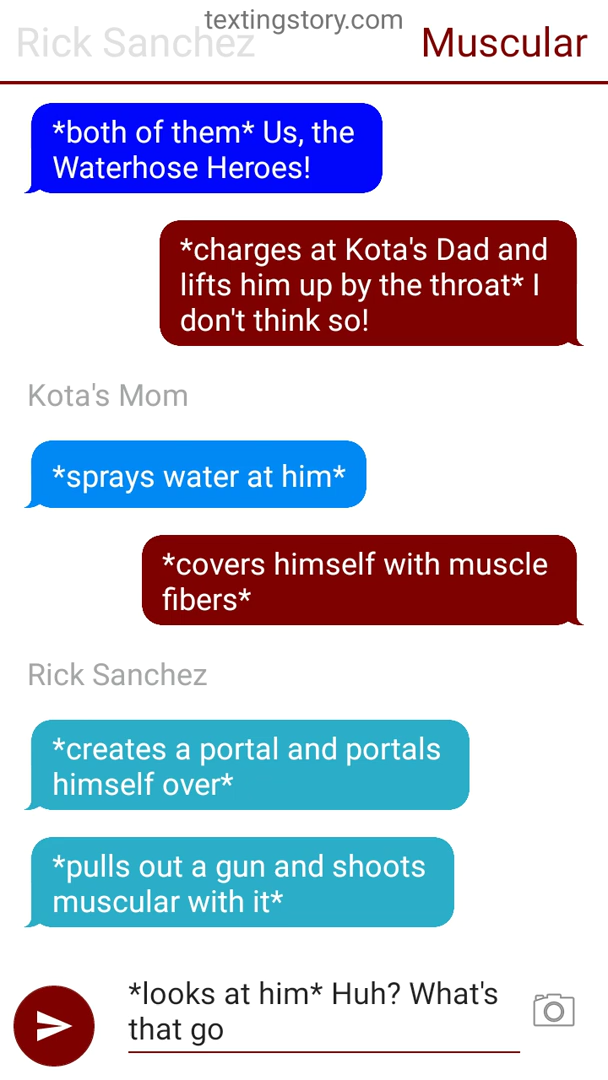 textingstory.com
Rick Sanchez
Muscular
*both of them* Us, the
Waterhose Heroes!
*charges at Kota's Dad and
lifts him up by the throat* I
don't think so!
Kota's Mom
*sprays water at him*
*covers himself with muscle
fibers*
Rick Sanchez
*creates a portal and portals
himself over*
*pulls out a gun and shoots
muscular with it*
*looks at him* Huh? What's
that go